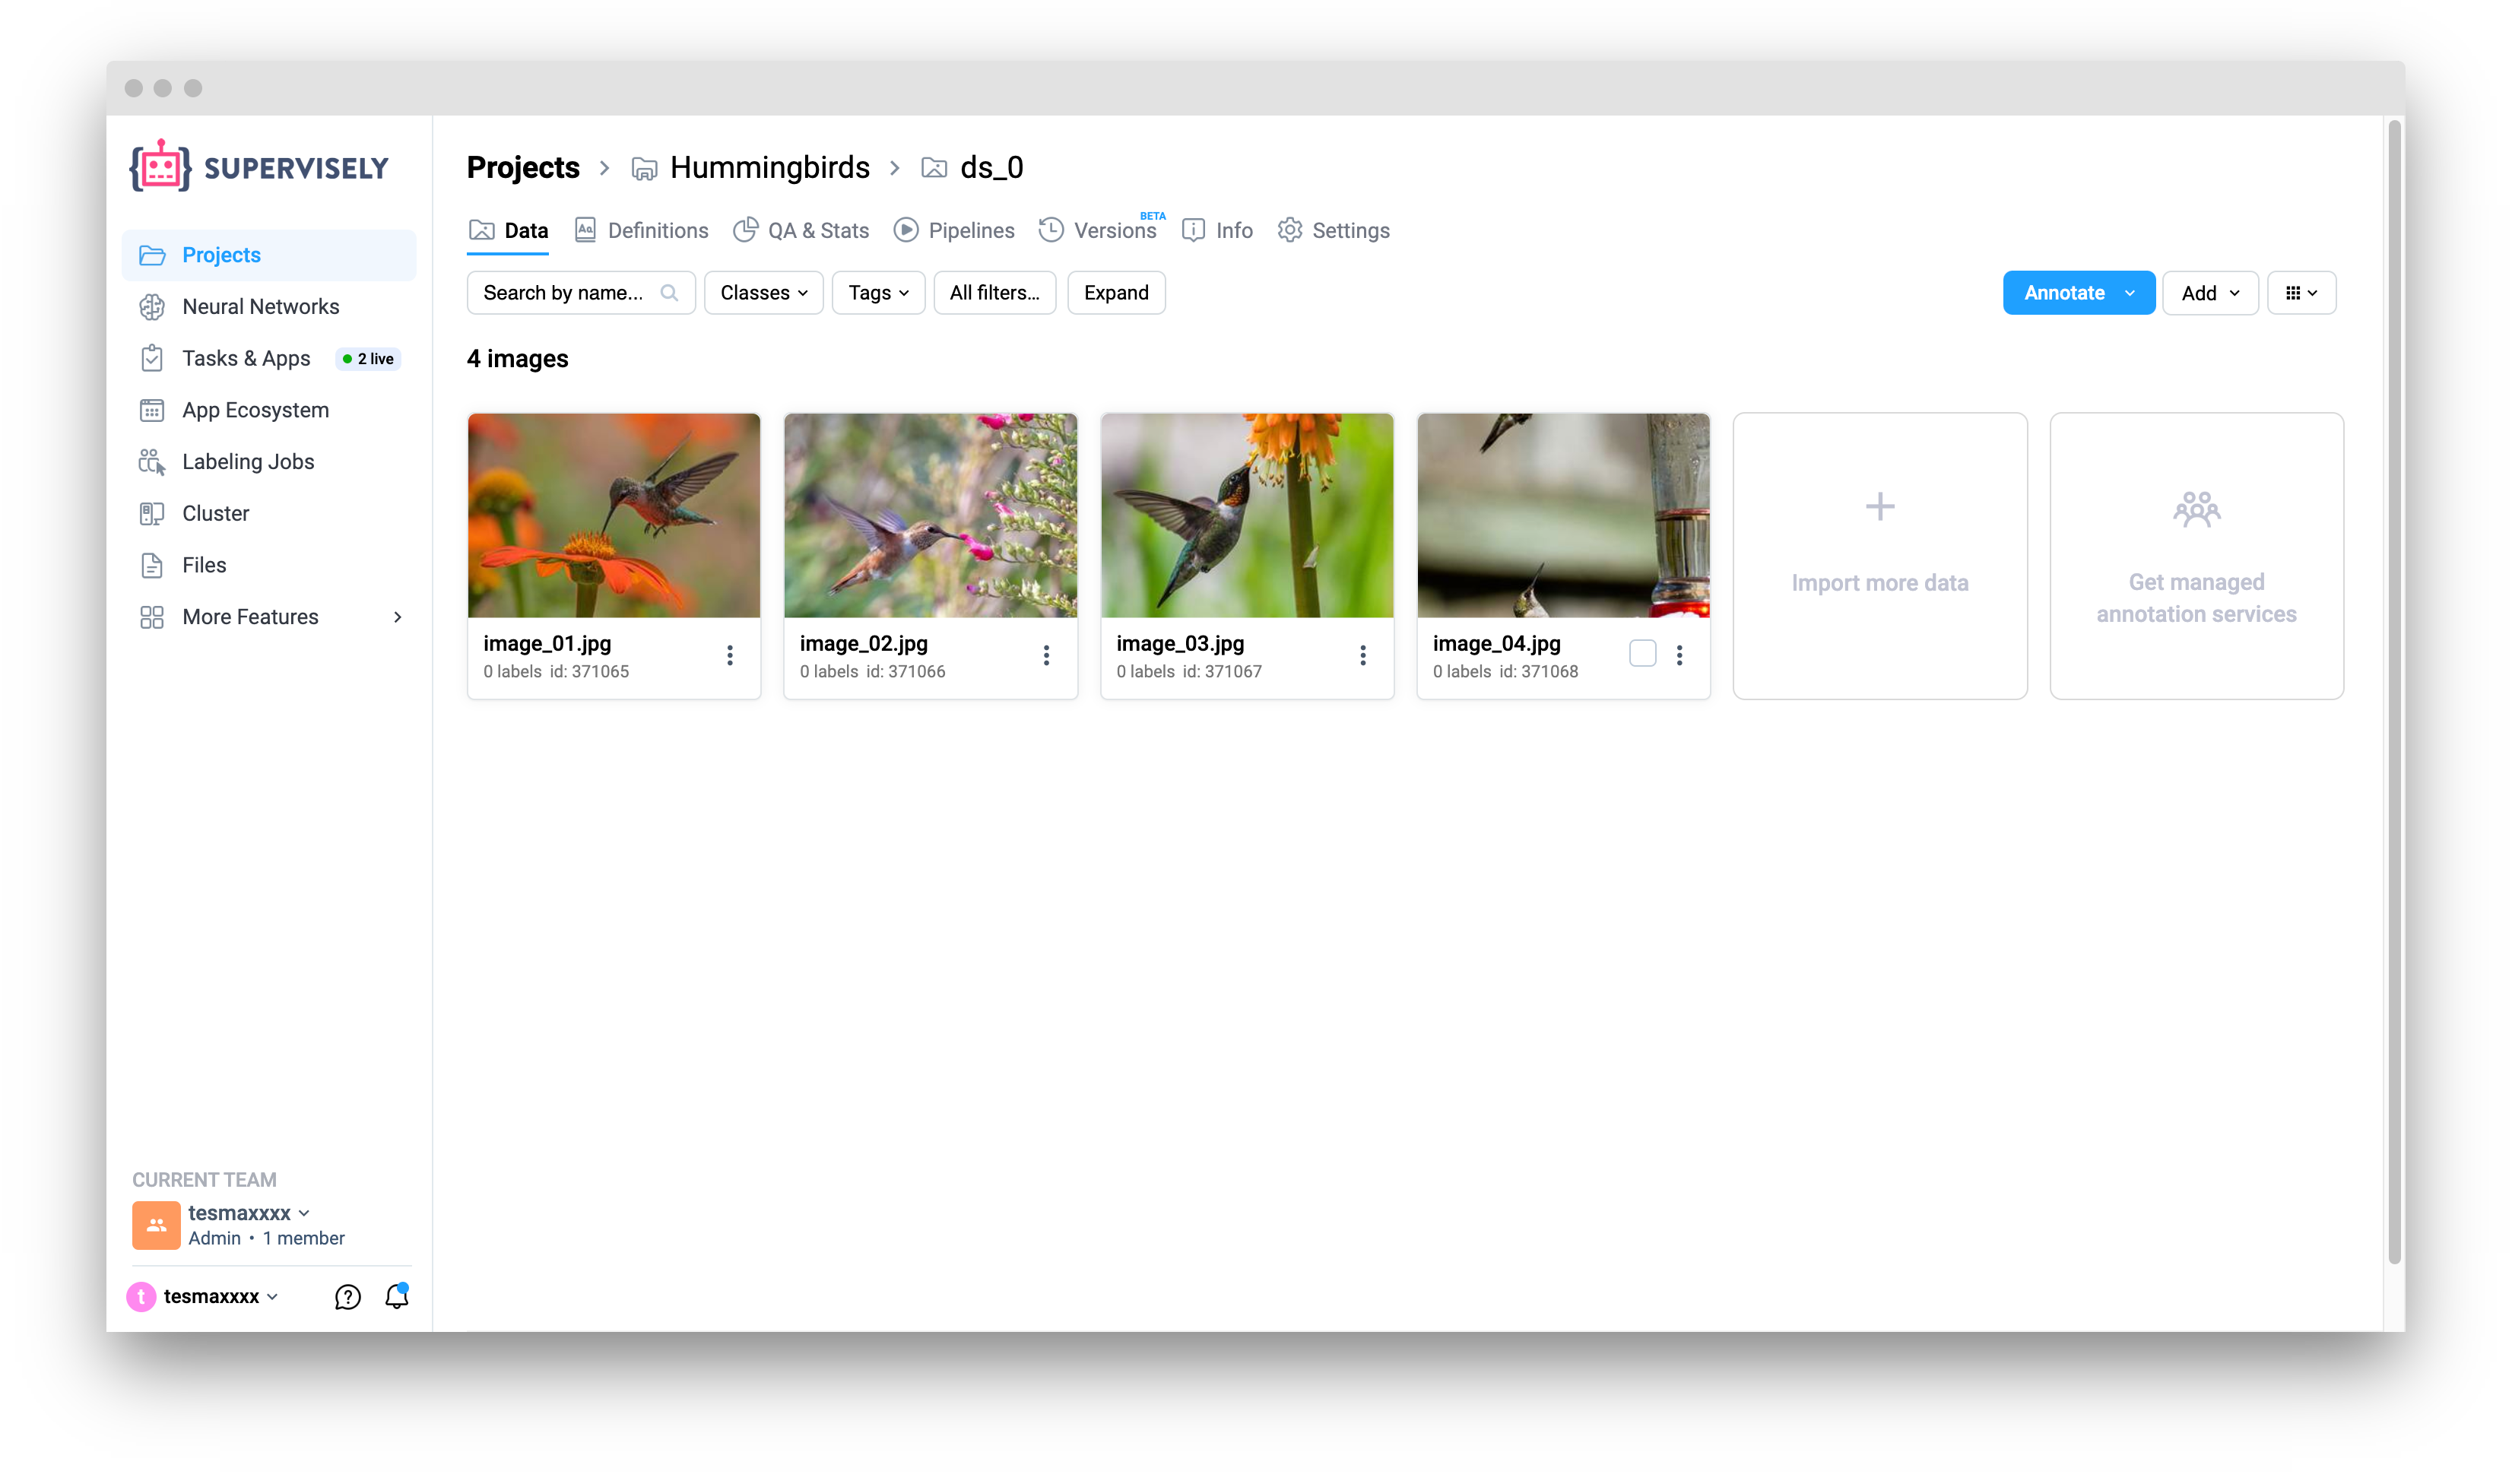 SUPERVISELY
Projects
Neural Networks
Tasks & Apps 2 live
App Ecosystem
Labeling Jobs
Cluster
Files
More Features
CURRENT TEAM
tesmaxxxx
Admin • 1 member
t tesmaxxxx ?
Projects > Hummingbirds > ds_0
Data Aa Definitions QA & Stats Pipelines Versions BETA Info Settings
Search by name... Classes Tags All filters... Expand Annotate Add
4 images
image_01.jpg
0 labels id: 371065
image_02.jpg
0 labels id: 371066
image_03.jpg
0 labels id: 371067
image_04.jpg
0 labels id: 371068
Import more data
Get managed
annotation services